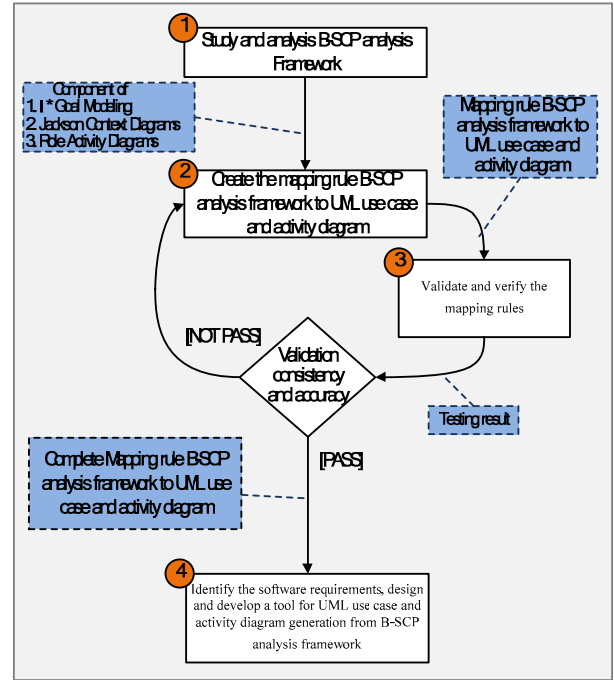 1
Study and analysis B-SCP analysis
Framework
Component of
1. I* Goal Modeling
2. Jackson Context Diagrams
3. Role Activity Diagrams
Mapping rule B-SCP
analysis framework to
UML use case and
activity diagram
2
Create the mapping rule B-SCP
analysis framework to UML use case
and activity diagram
3
Validate and verify the
mapping rules
[NOT PASS]
Validation
consistency
and accuracy
Testing result
[PASS]
Complete Mapping rule B-SCP
analysis framework to UML use
case and activity diagram
4
Identify the software requirements, design
and develop a tool for UML use case and
activity diagram generation from B-SCP
analysis framework